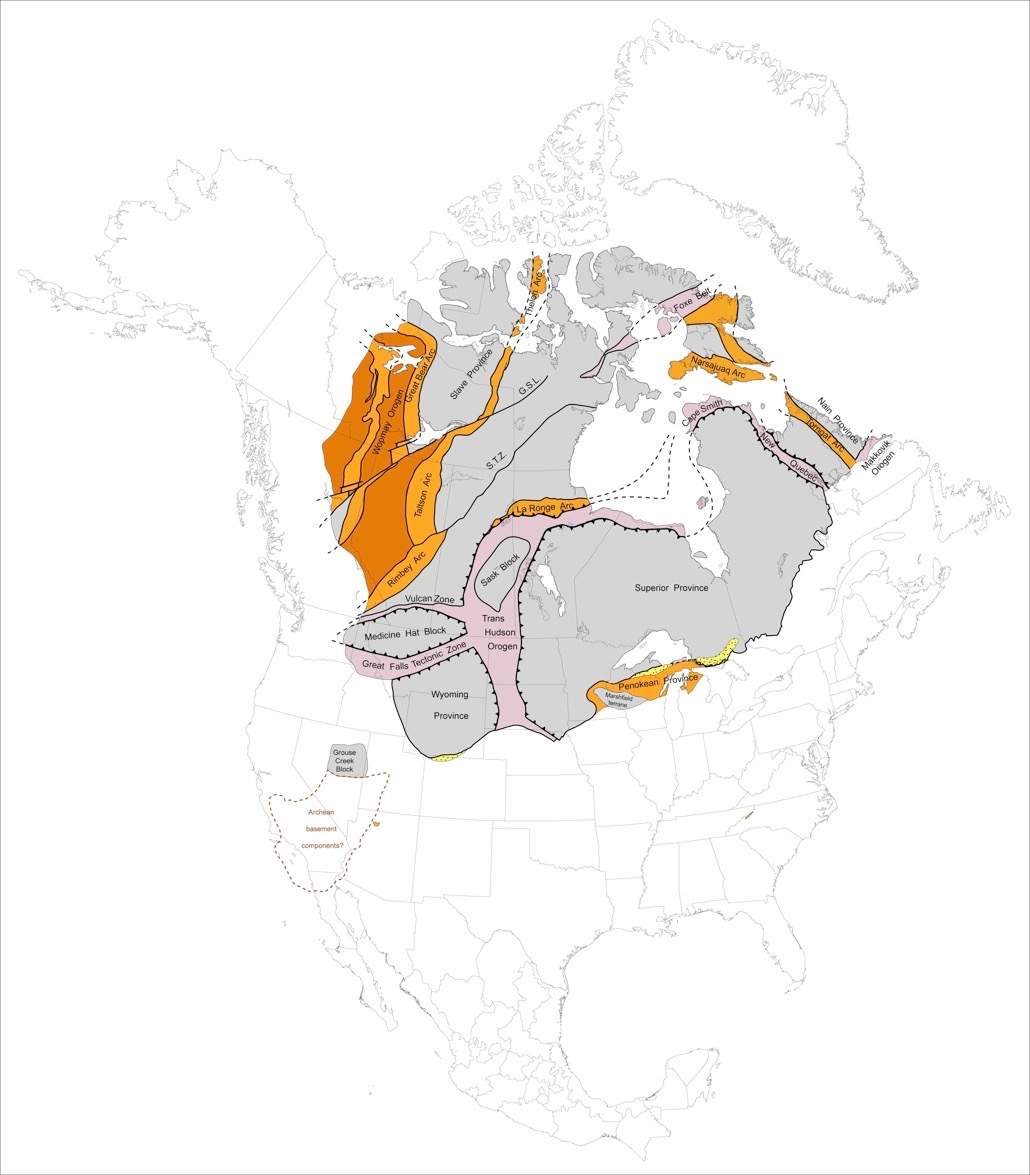 Thelon Arc
Foxe Belt
Narsajuaq Arc
Great Bear Arc
Slave Province
G.S.L.
Wopmay Orogen
Cape Smith
Nain Province
Torngat Arc
Makkovik
Orogen
New
Quebec
S.T.Z.
Taltson Arc
La Ronge Arc
Rimbey Arc
Sask Block
Superior Province
Vulcan Zone
Trans
Hudson
Orogen
Medicine Hat Block
Great Falls Tectonic Zone
Penokean Province
Marshfield
terrane
Wyoming
Province
Grouse
Creek
Block
Archean
basement
components?